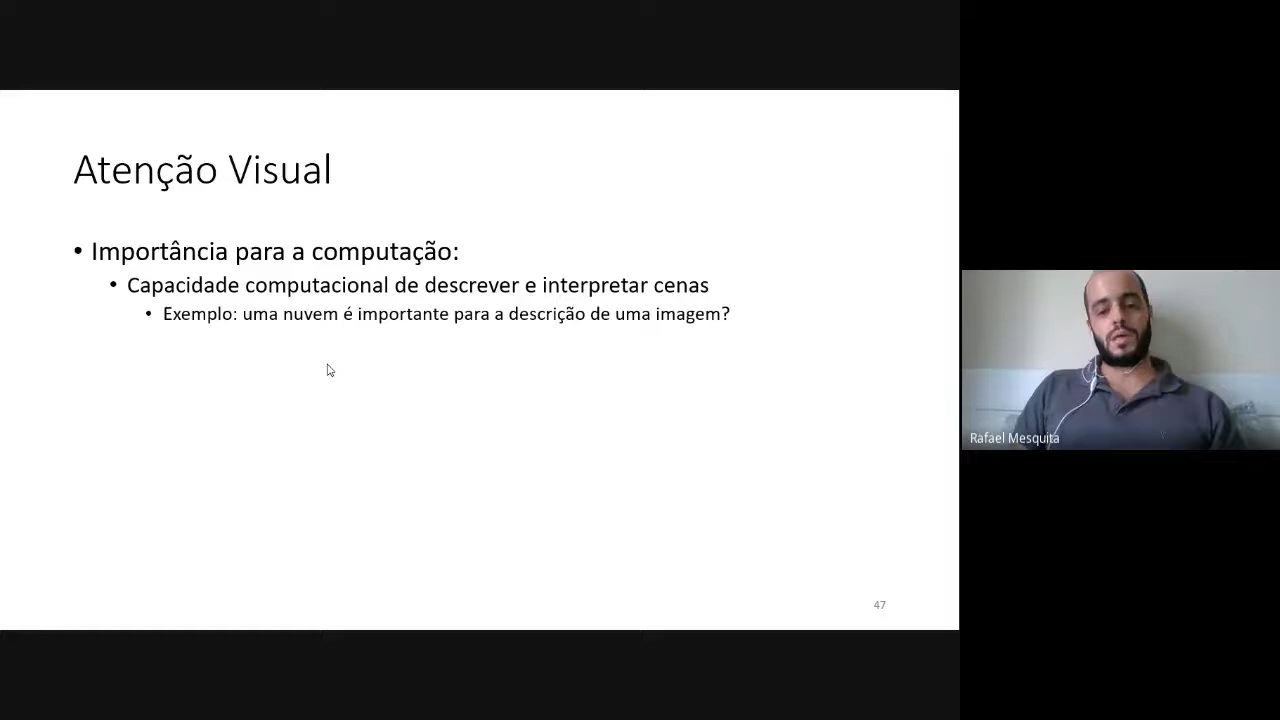 Atenção Visual
• Importância para a computação:
• Capacidade computacional de descrever e interpretar cenas
• Exemplo: uma nuvem é importante para a descrição de uma imagem?
Rafael Mesquita
47